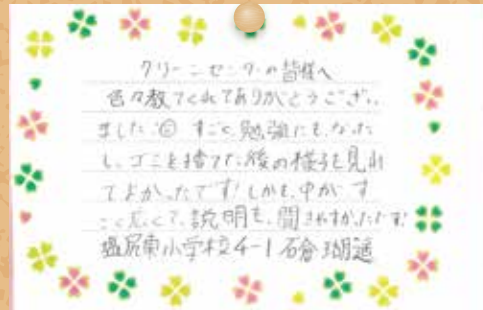 クリーンセンターの皆様へ
色々教てくれてありがとうござい
ました☺ すごく勉強にもなった
し、ゴミを捨てた後の様子を見れ
てよかったです!しかも、中がす
ごく広くて、説明も、聞きやすかったです!
塩尻東小学校4-1石倉